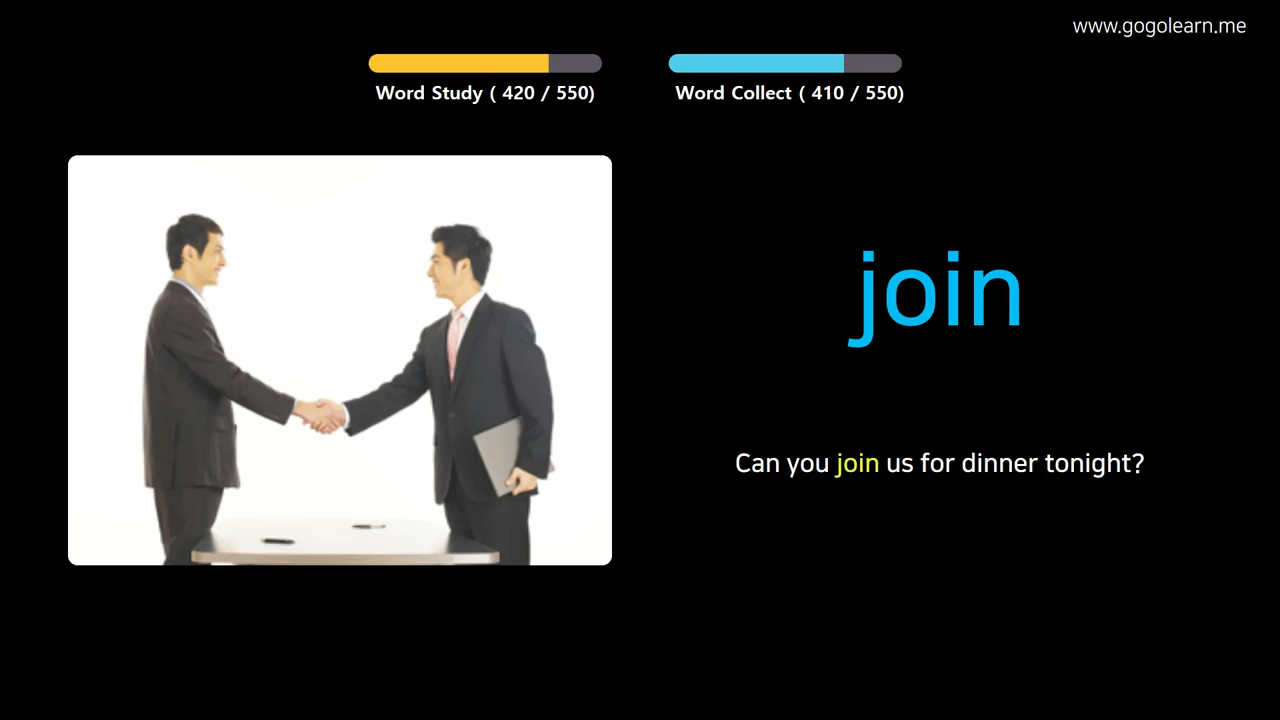 www.gogolearn.me
Word Study ( 420 / 550)
Word Collect ( 410 / 550)
join
Can you join us for dinner tonight?